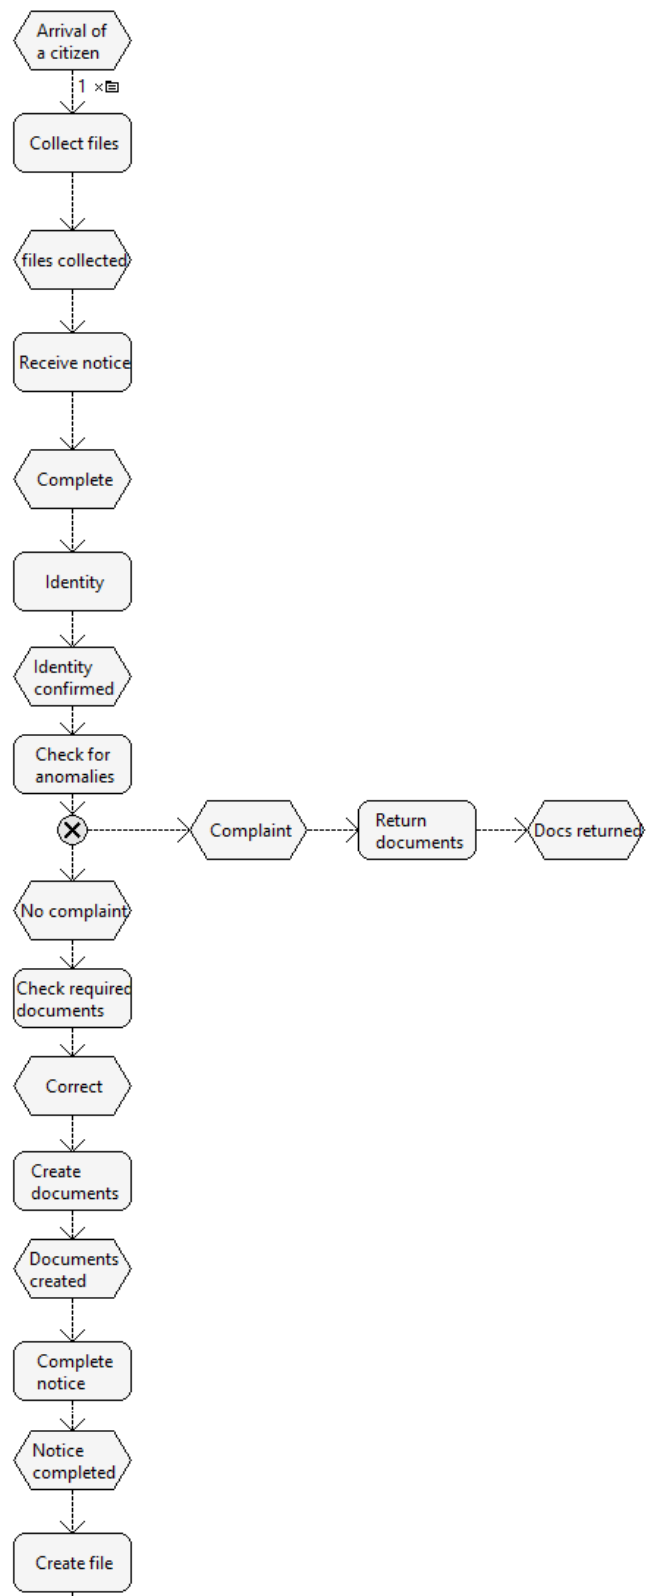 Arrival of
a citizen
1 ×
Collect files
files collected
Receive notice
Complete
Identity
Identity
confirmed
Check for
anomalies
Complaint
Return
documents
Docs returned
No complaint
Check required
documents
Correct
Create
documents
Documents
created
Complete
notice
Notice
completed
Create file